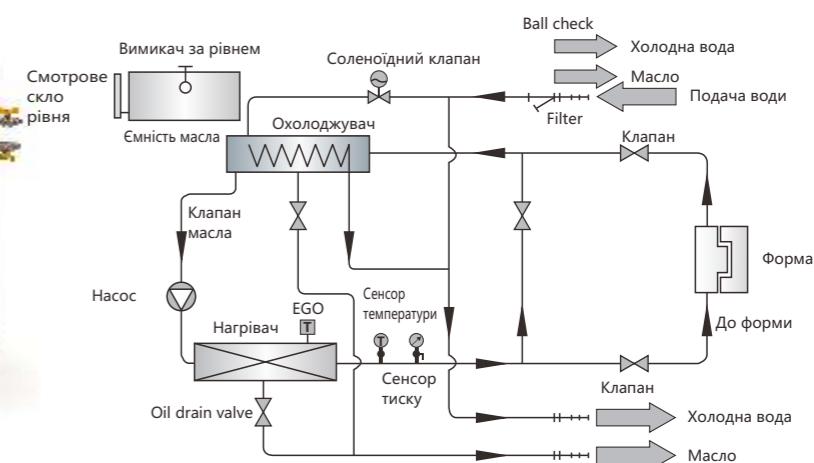 Ball check
Холодна вода
Масло
Подача води
Filter
Вимикач за рівнем
Соленоїдний клапан
Смотрове
скло
рівня
Ємність масла
Охолоджувач
Клапан
Клапан
масла
Форма
Насос
EGO
T
Сенсор
температури
T
Нагрівач
До форми
Сенсор
тиску
Клапан
Oil drain valve
Холодна вода
Масло